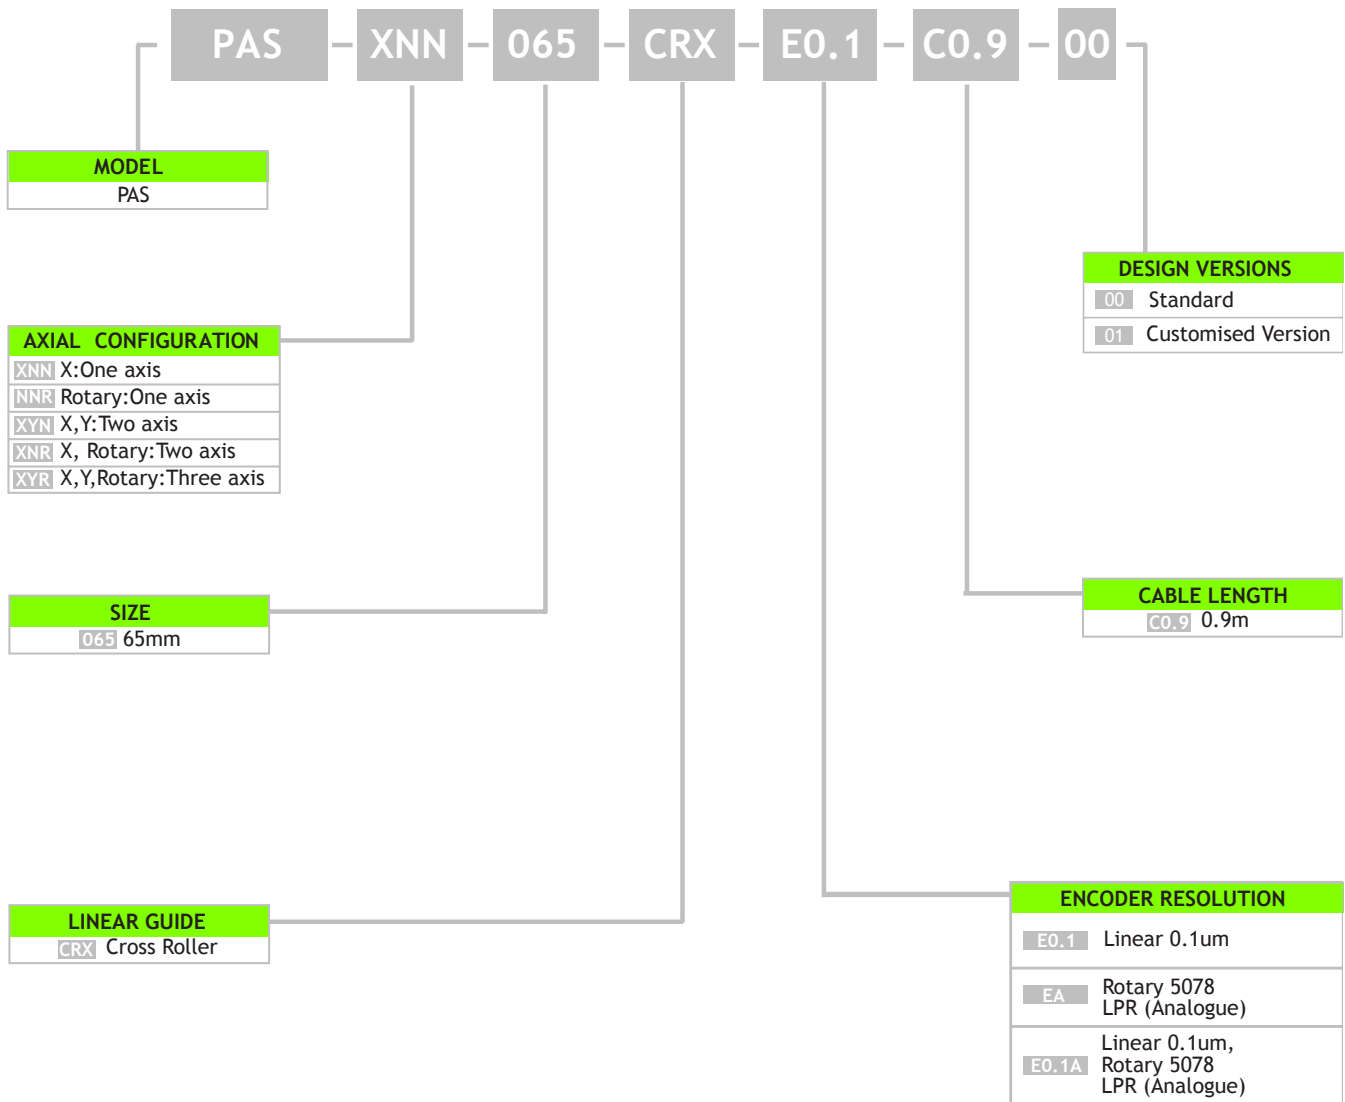 PAS - XNN - 065 - CRX - E0.1 - C0.9 - 00
MODEL
PAS
DESIGN VERSIONS
00 Standard
01 Customised Version
AXIAL CONFIGURATION
XNN X:One axis
NNR Rotary:One axis
XYN X,Y:Two axis
XNR X, Rotary:Two axis
XYR X,Y,Rotary:Three axis
SIZE
065 65mm
CABLE LENGTH
C0.9 0.9m
LINEAR GUIDE
CRX Cross Roller
ENCODER RESOLUTION
E0.1 Linear 0.1um
EA Rotary 5078
LPR (Analogue)
Linear 0.1um,
E0.1A Rotary 5078
LPR (Analogue)